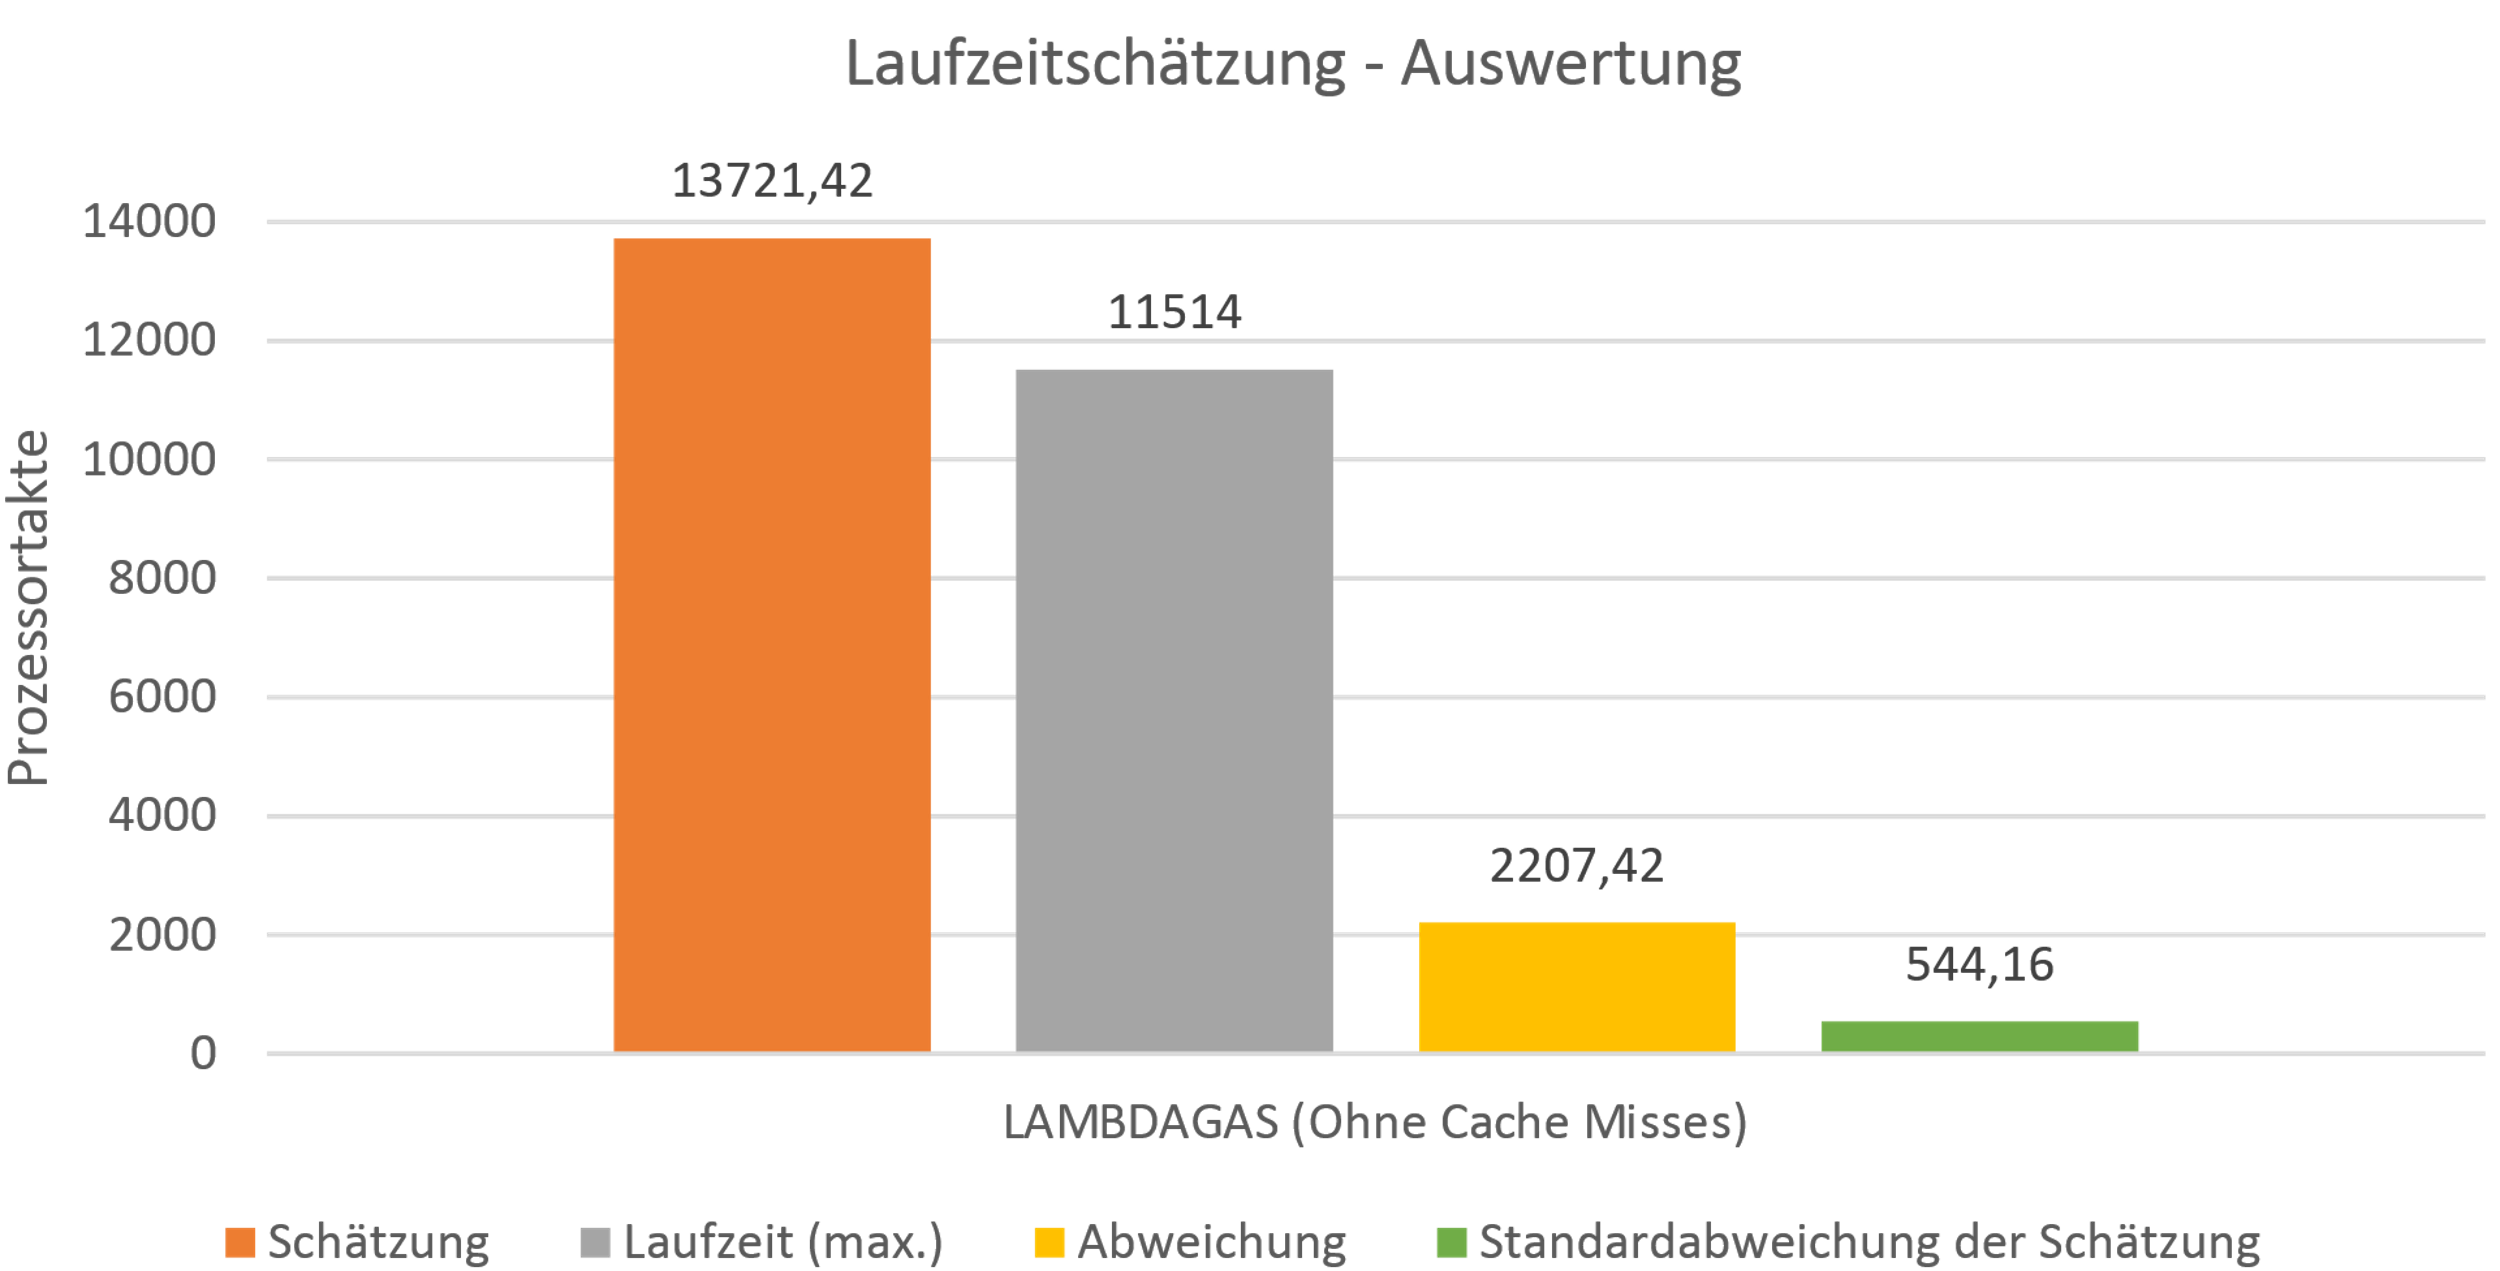 Laufzeitschätzung - Auswertung
Prozessortakte
14000
12000
10000
8000
6000
4000
2000
0
13721,42
11514
2207,42
544,16
LAMBDAGAS (Ohne Cache Misses)
Schätzung
Laufzeit (max.)
Abweichung
Standardabweichung der Schätzung